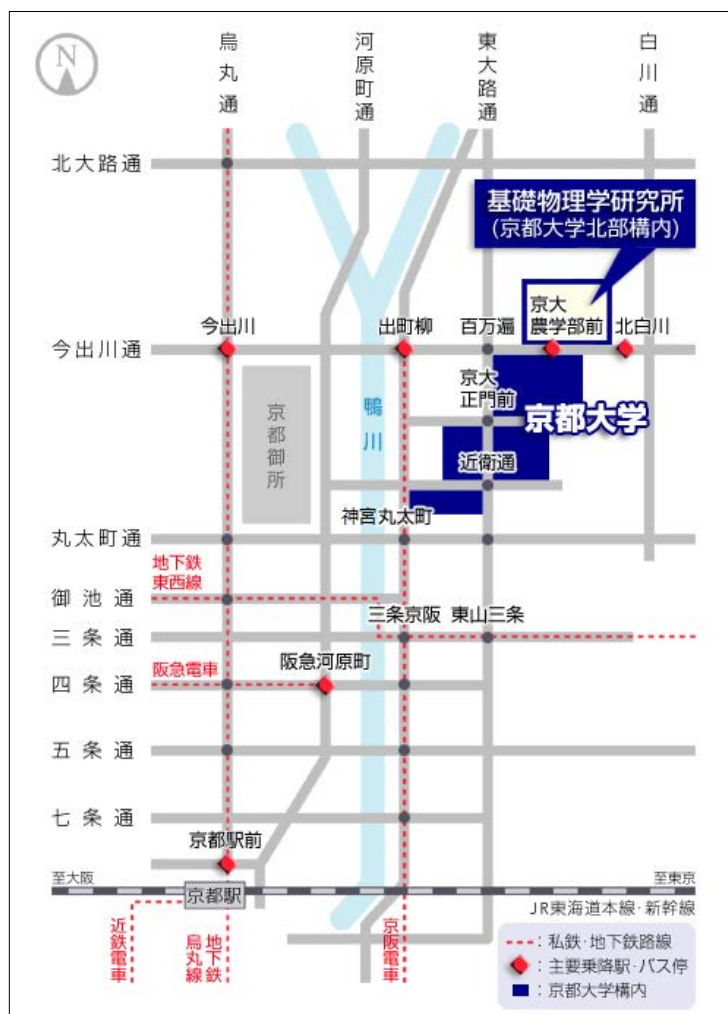 N
烏丸通
河原町通
東大路通
白川通
北大路通
基礎物理学研究所
(京都大学北部構内)
京大
農学部前
今出川
出町柳
百万遍
北白川
今出川通
京大
正門前
京都大学
京都御所
鴨川
近衛通
神宮丸太町
丸太町通
地下鉄
東西線
御池通
三条京阪
東山三条
三条通
阪急河原町
阪急電車
四条通
五条通
七条通
京都駅前
至大阪
至東京
京都駅
JR東海道本線・新幹線
近鉄電車
地下鉄
烏丸線
京阪電車
:私鉄・地下鉄路線
:主要乗降駅・バス停
:京都大学構内